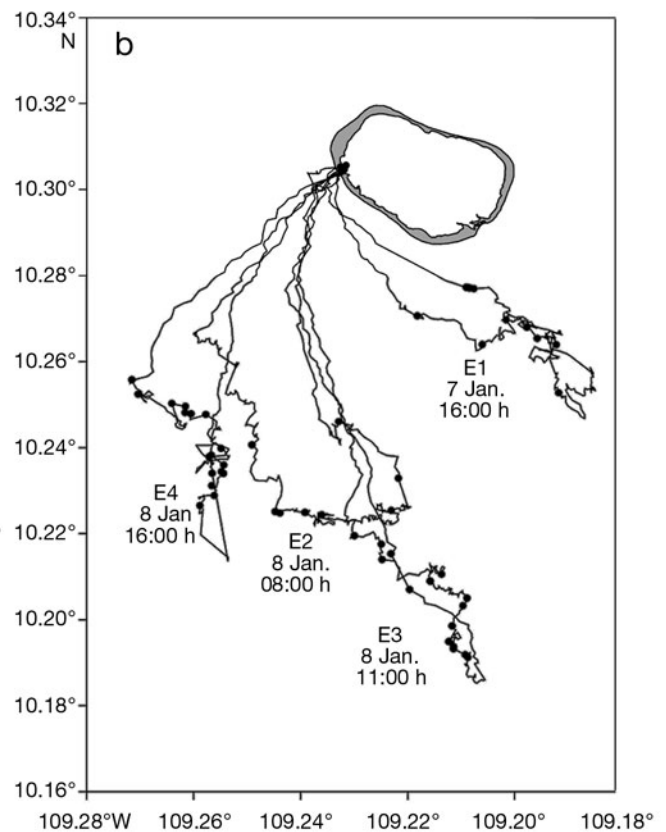 10.34°
N
b
10.32°
10.30°
10.28°
10.26°
E1
7 Jan.
16:00 h
10.24°
E4
8 Jan
16:00 h
10.22°
E2
8 Jan.
08:00 h
10.20°
E3
8 Jan.
11:00 h
10.18°
10.16°
109.28°W 109.26° 109.24° 109.22° 109.20° 109.18°